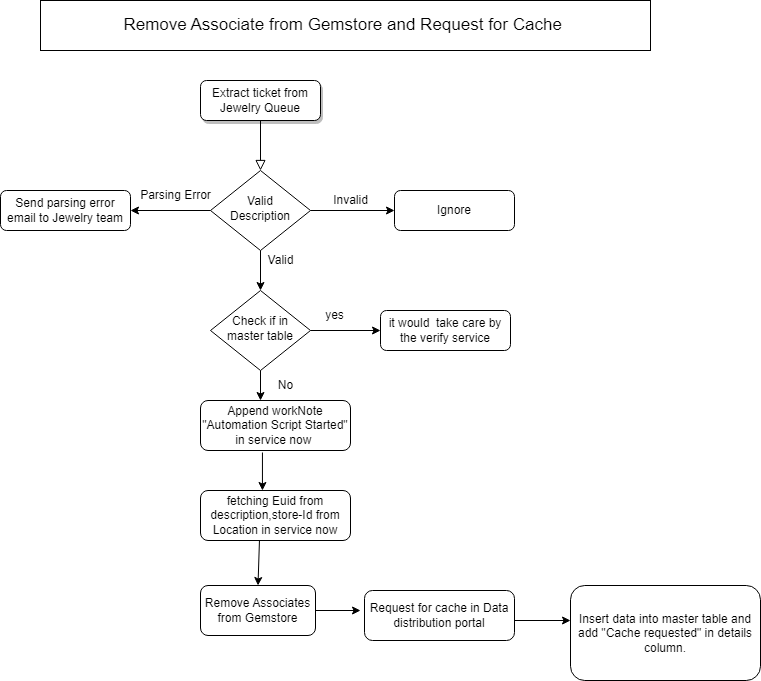 Remove Associate from Gemstore and Request for Cache
Extract ticket from
Jewelry Queue
Parsing Error
Send parsing error
email to Jewelry team
Valid
Description
Invalid
Ignore
Valid
Check if in
master table
yes
it would  take care by
the verify service
No
Append workNote
"Automation Script Started"
in service now
fetching Euid from
description,store-Id from
Location in service now
Remove Associates
from Gemstore
Request for cache in Data
distribution portal
Insert data into master table and
add "Cache requested" in details
column.